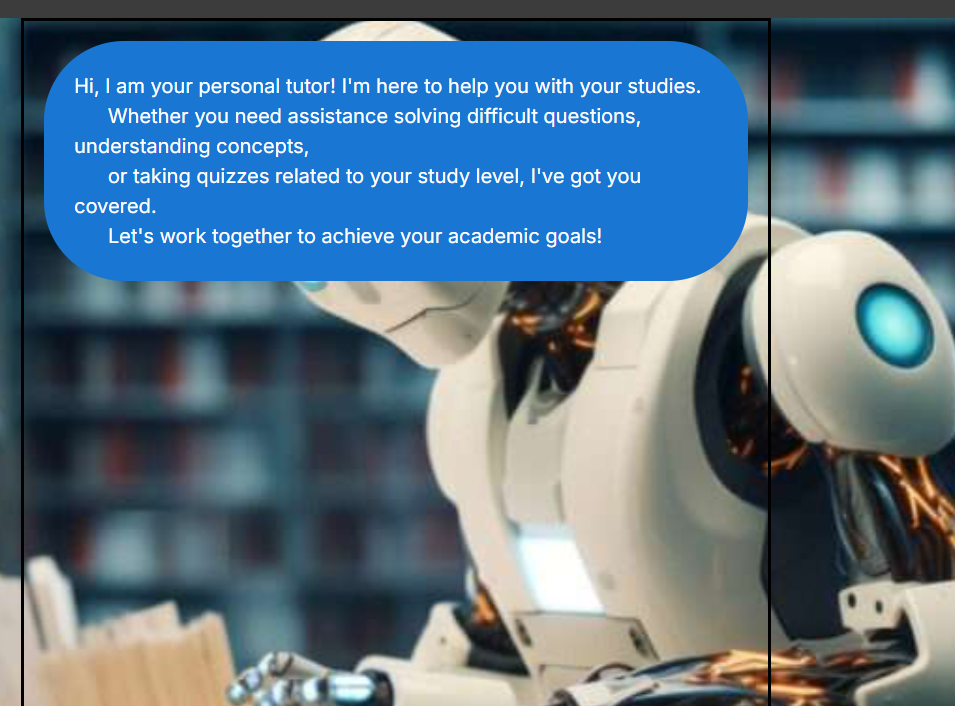 Hi, I am your personal tutor! I'm here to help you with your studies.
Whether you need assistance solving difficult questions,
understanding concepts,
or taking quizzes related to your study level, I've got you
covered.
Let's work together to achieve your academic goals!